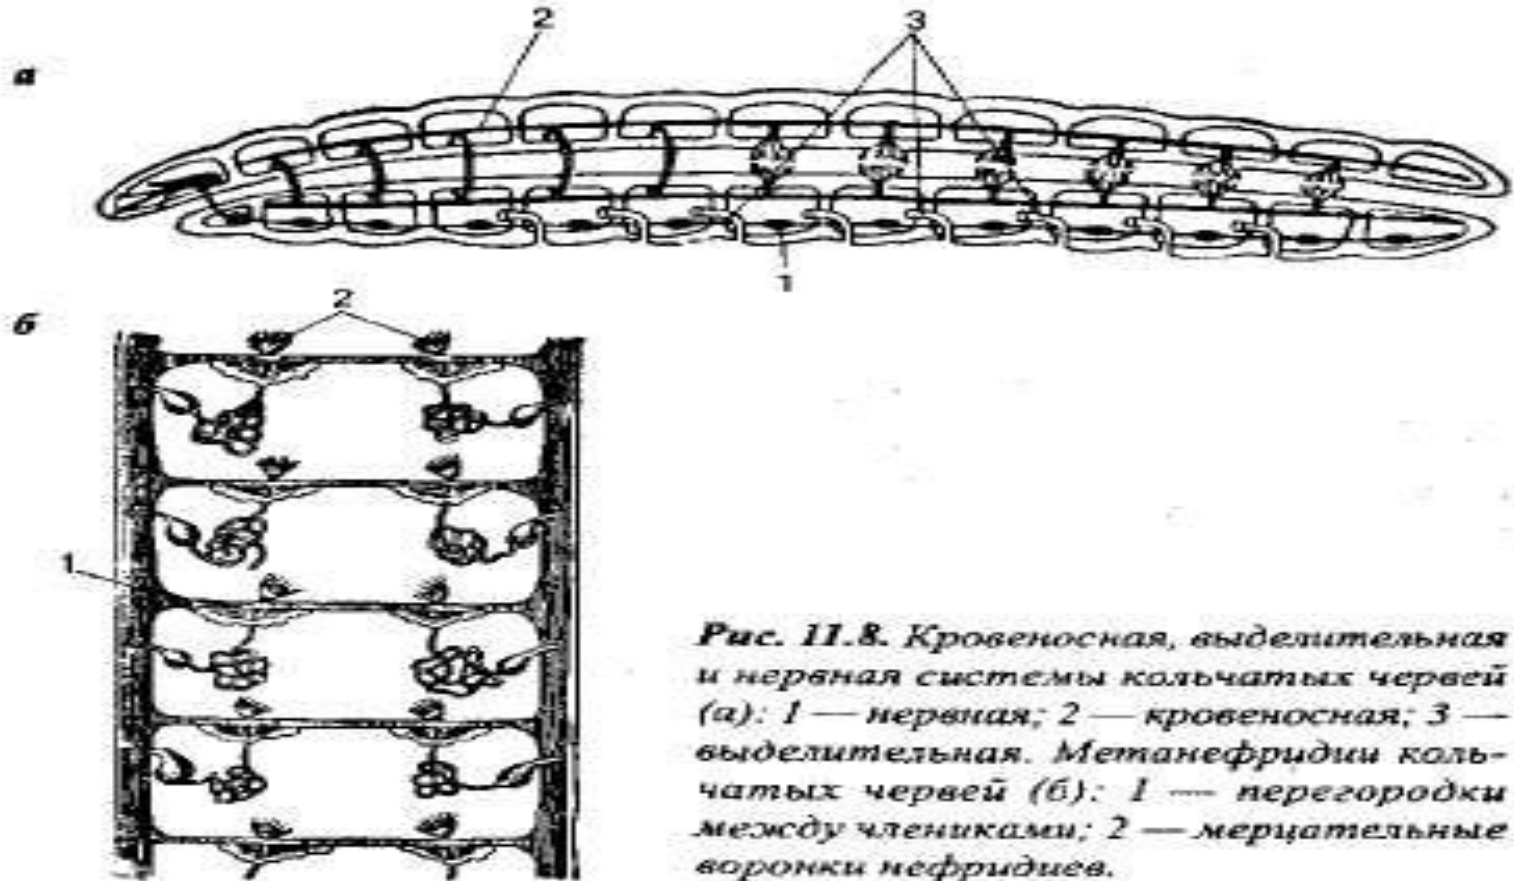 2
3
а
1
б
2
1
Рис. 11.8. Кровеносная, выделительная
и нервная системы кольчатых червей
(а): 1 — нервная; 2 — кровеносная; 3 —
выделительная. Метанефридии коль-
чатых червей (б): 1 — перегородки
между члениками; 2 — мерцательные
воронки нефридиев.